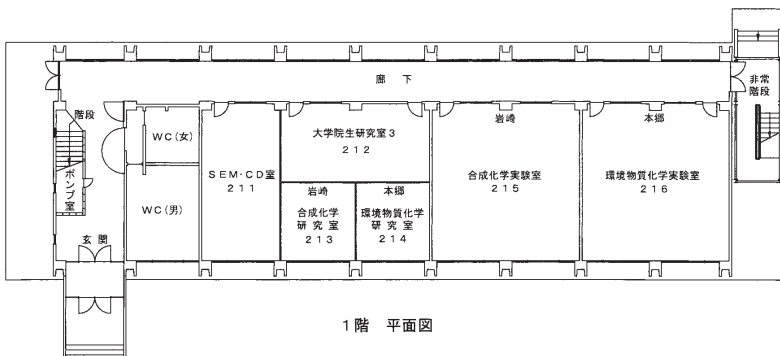 廊下
非常
階段
階段
ポンプ室
玄関
WC(女)
WC(男)
SEM・CD室
211
大学院生研究室3
212
岩崎
合成化学
研究室
213
本郷
環境物質化学
研究室
214
岩崎
合成化学実験室
215
本郷
環境物質化学実験室
216
1階 平面図